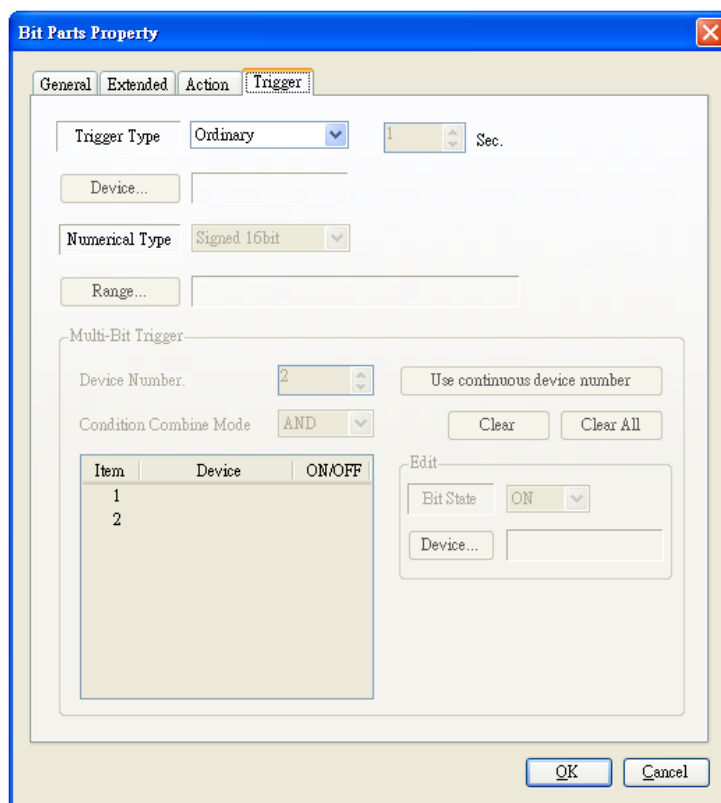 Bit Parts Property
General Extended Action Trigger
Trigger Type Ordinary 1 Sec.
Device...
Numerical Type Signed 16bit
Range...
Multi-Bit Trigger
Device Number. 2 Use continuous device number
Condition Combine Mode AND Clear Clear All
Item Device ON/OFF
1
2
Edit
Bit State ON
Device...
OK Cancel